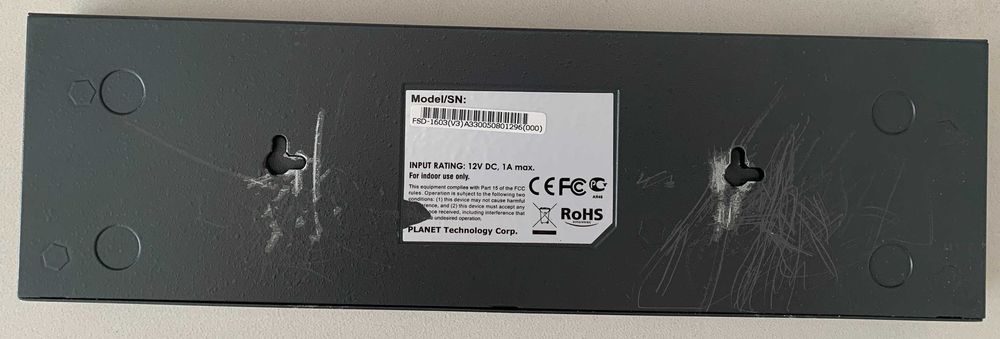 Model/SN:
FSD-1603(V3)A330050801296(000)
INPUT RATING: 12V DC, 1A max.
For indoor use only.
This equipment complies with Part 15 of the FCC
rules. Operation is subject to the following two
conditions: (1) this device may not cause harmful
erence, and (2) this device must accept any
ce received, including interference that
undesired operation.
PLANET Technology Corp.
CE FC PG
RoHS